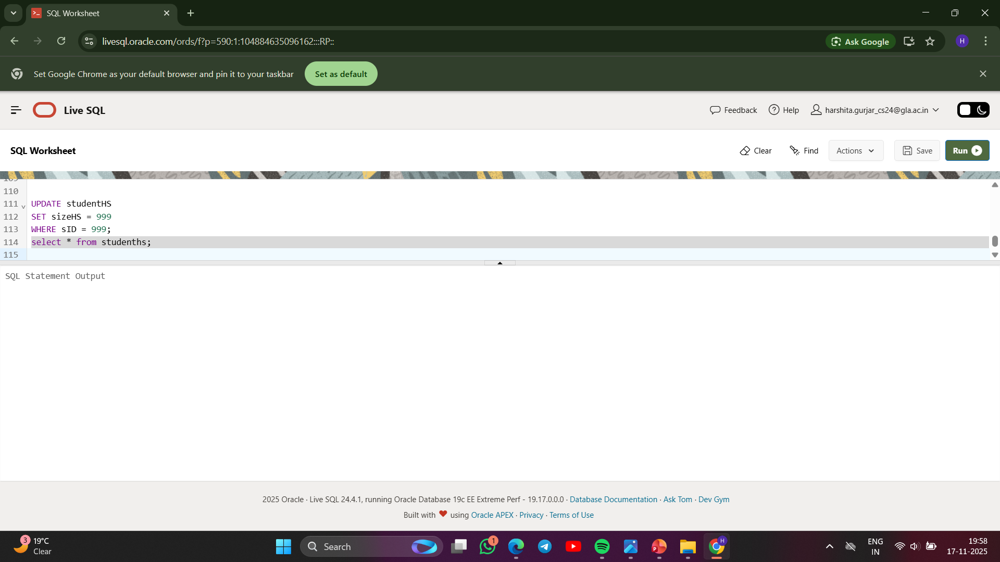 SQL Worksheet
livesql.oracle.com/ords/f?p=590:1:104884635096162:::RP::
Ask Google
H
Set Google Chrome as your default browser and pin it to your taskbar
Set as default
Live SQL
Feedback
Help
harshita.gurjar_cs24@gla.ac.in
SQL Worksheet
Clear
Find
Actions
Save
Run
109
110
111 UPDATE studentHS
112 SET sizeHS = 999
113 WHERE sID = 999;
114 select * from studenths;
115
SQL Statement Output
2025 Oracle · Live SQL 24.4.1, running Oracle Database 19c EE Extreme Perf - 19.17.0.0.0 · Database Documentation · Ask Tom · Dev Gym
Built with ❤ using Oracle APEX · Privacy · Terms of Use
3
19°C
Clear
Search
1
P
H
ENG
IN
19:58
17-11-2025